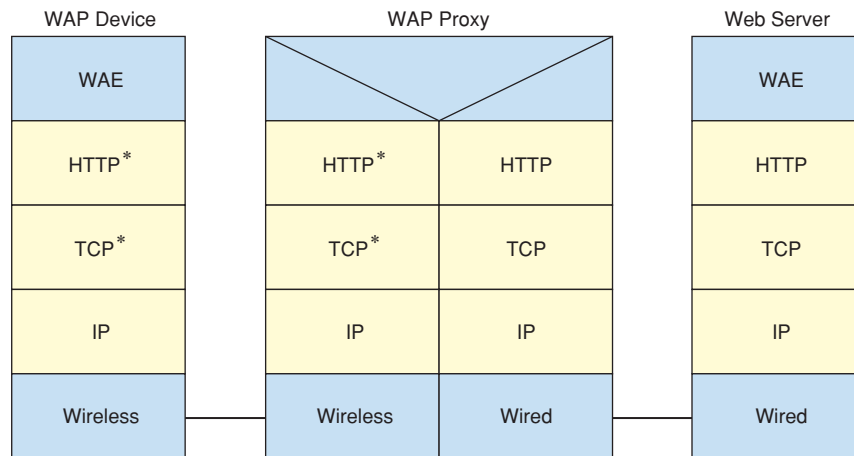 WAP Device
WAP Proxy
Web Server
WAE
WAE
HTTP*
HTTP*
HTTP
HTTP
TCP*
TCP*
TCP
TCP
IP
IP
IP
IP
Wireless
Wireless
Wired
Wired